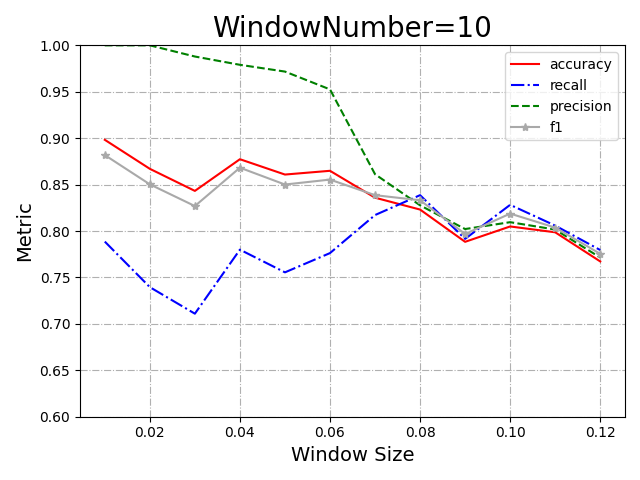 WindowNumber=10
1.00
0.95
0.90
0.85
0.80
0.75
0.70
0.65
0.60
Metric
accuracy
recall
precision
f1
0.02 0.04 0.06 0.08 0.10 0.12
Window Size